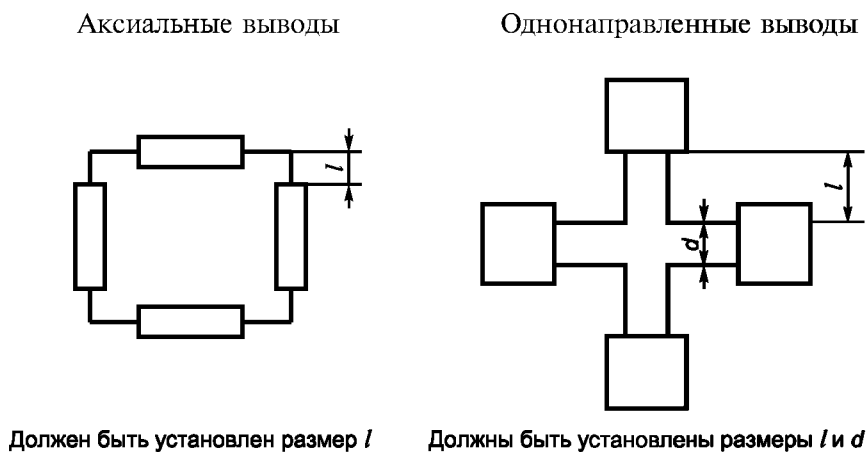 Аксиальные выводы
Однонаправленные выводы
l
l
d
Должен быть установлен размер l
Должны быть установлены размеры l и d